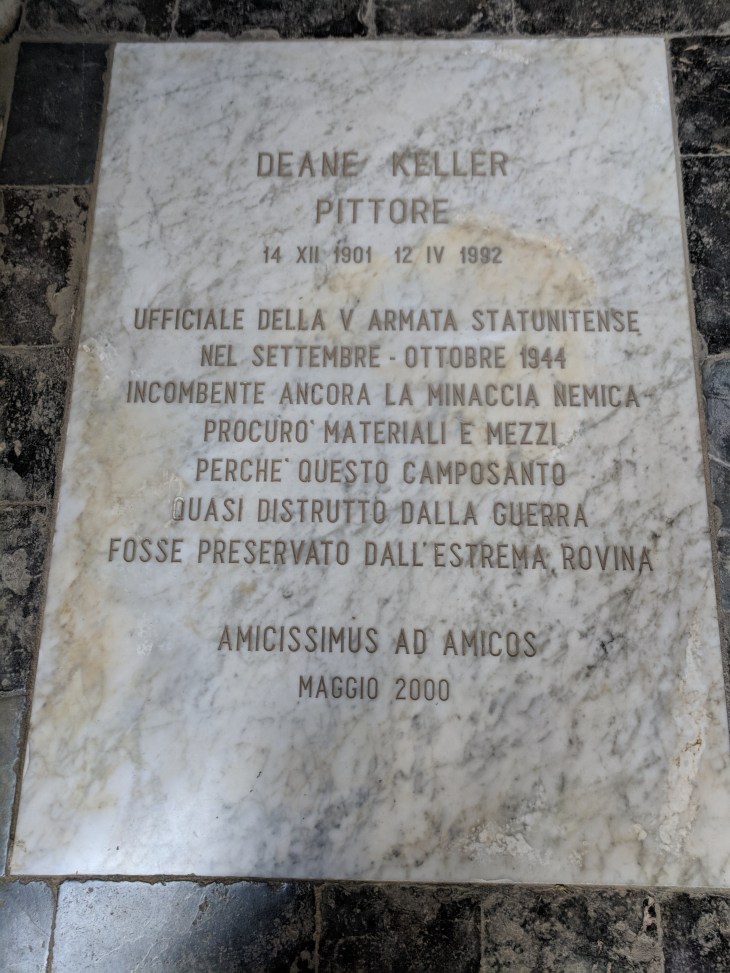 DEANE KELLER
PITTORE
14 XII 1901 12 IV 1992
UFFICIALE DELLA V ARMATA STATUNITENSE
NEL SETTEMBRE - OTTOBRE 1944
INCOMBENTE ANCORA LA MINACCIA NEMICA
PROCURO' MATERIALI E MEZZI
PERCHE' QUESTO CAMPOSANTO
QUASI DISTRUTTO DALLA GUERRA
FOSSE PRESERVATO DALL'ESTREMA ROVINA
AMICISSIMUS AD AMICOS
MAGGIO 2000